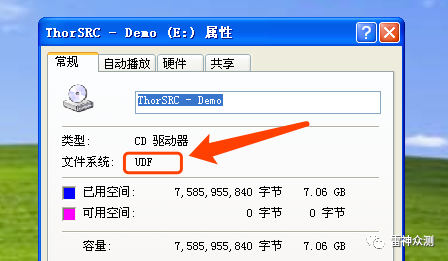 ThorSRC - Demo (E:) 属性
常规 自动播放 硬件 共享
ThorSRC - Demo
类型: CD 驱动器
文件系统: UDF
已用空间: 7,585,955,840 字节 7.06 GB
可用空间: 0 字节 0 字节
容量: 7,585,955,840 字节 7.06 GB
雷神众测